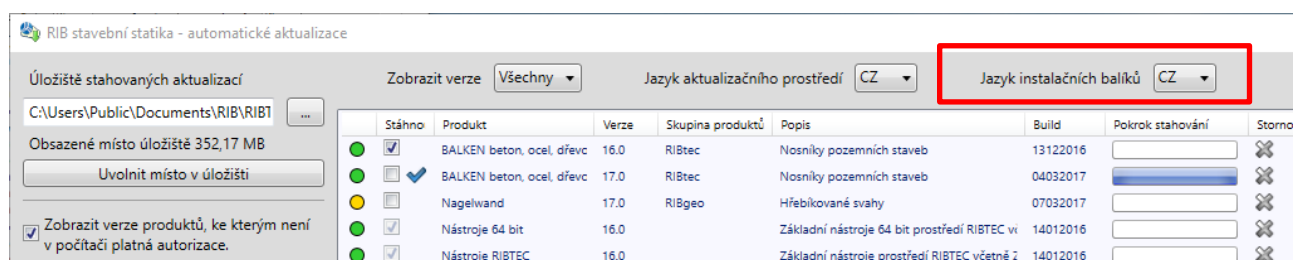 RIB stavební statika - automatické aktualizace
Úložiště stahovaných aktualizací
Zobrazit verze Všechny
Jazyk aktualizačního prostředí CZ
Jazyk instalačních balíků CZ
C:\Users\Public\Documents\RIB\RIBT
...
Obsazené místo úložiště 352,17 MB
Uvolnit místo v úložišti
Zobrazit verze produktů, ke kterým není
v počítači platná autorizace.
Stáhno Produkt Verze Skupina produktů Popis Build Pokrok stahování Storno
BALKEN beton, ocel, dřevc 16.0 RIBtec Nosníky pozemních staveb 13122016
BALKEN beton, ocel, dřevc 17.0 RIBtec Nosníky pozemních staveb 04032017
Nagelwand 17.0 RIBgeo Hřebíkované svahy 07032017
Nástroje 64 bit 16.0 Základní nástroje 64 bit prostředí RIBTEC vč 14012016
Nástroje RIBTEC 16.0 Základní nástroje prostředí RIBTEC včetně 14012016